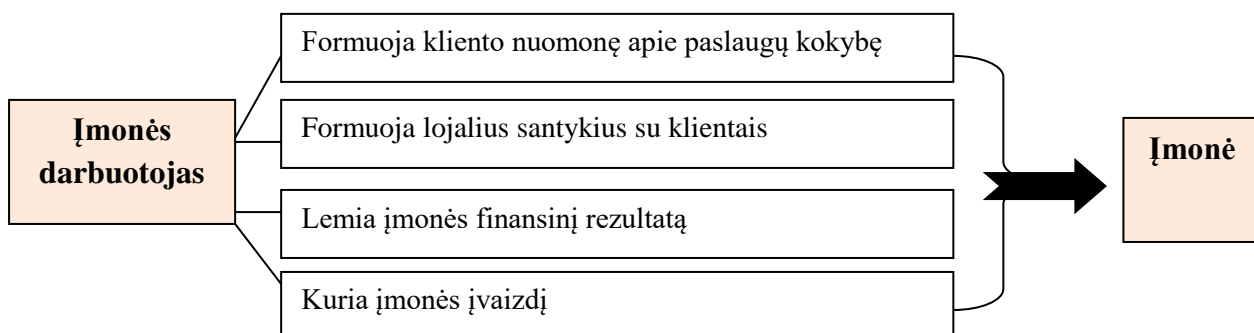 Įmonės
darbuotojas
Formuoja kliento nuomonę apie paslaugų kokybę
Formuoja lojalius santykius su klientais
Lemia įmonės finansinį rezultatą
Kuria įmonės įvaizdį
Įmonė